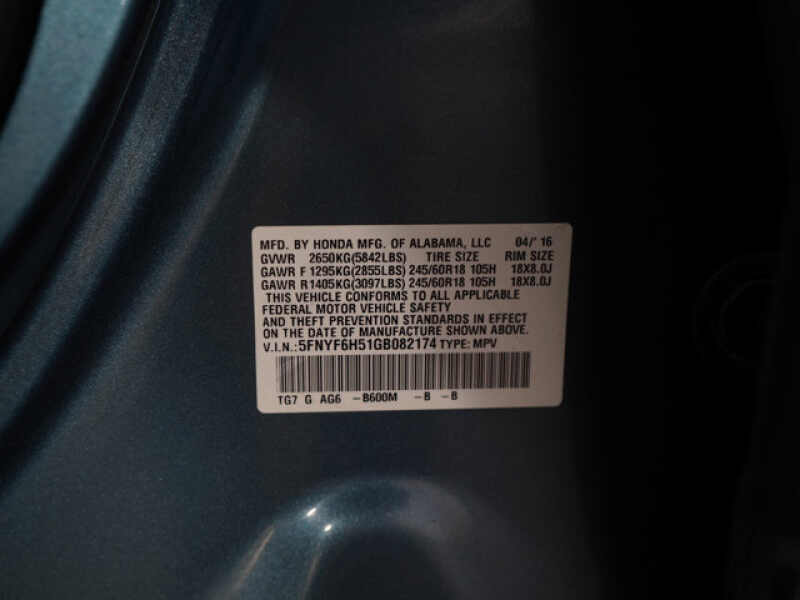 MFD. BY HONDA MFG. OF ALABAMA, LLC 04/'16
GVWR 2650KG(5842LBS) TIRE SIZE RIM SIZE
GAWR F 1295KG(2855LBS) 245/60R18 105H 18X8.0J
GAWR R 1405KG(3097LBS) 245/60R18 105H 18X8.0J
THIS VEHICLE CONFORMS TO ALL APPLICABLE
FEDERAL MOTOR VEHICLE SAFETY
AND THEFT PREVENTION STANDARDS IN EFFECT
ON THE DATE OF MANUFACTURE SHOWN ABOVE.
V.I.N.: 5FNYF6H51GB082174 TYPE: MPV
TG7 G AG6 -B600M -B -B